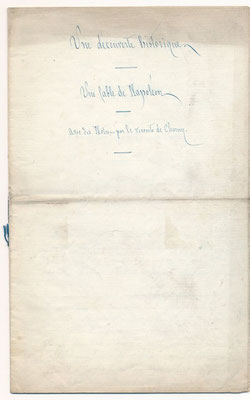 Une découverte historique
Une fable de Napoléon
avec des Notes par le vicomte de